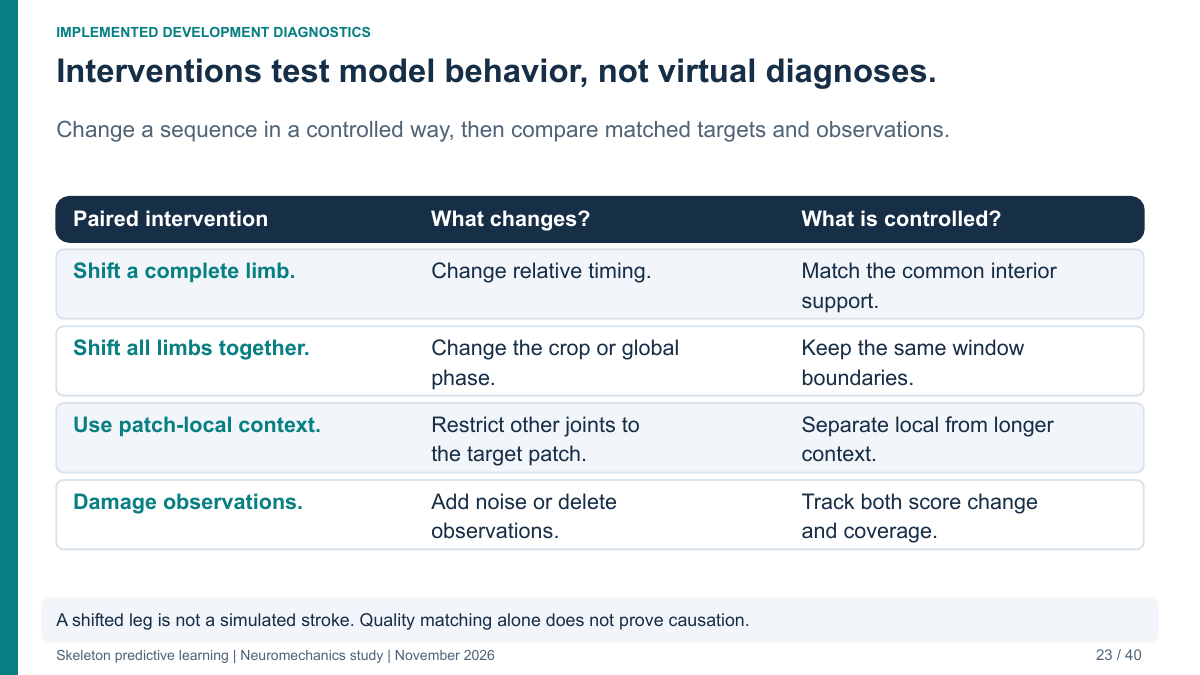 IMPLEMENTED DEVELOPMENT DIAGNOSTICS
Interventions test model behavior, not virtual diagnoses.
Change a sequence in a controlled way, then compare matched targets and observations.
Paired intervention
What changes?
What is controlled?
Shift a complete limb.
Change relative timing.
Match the common interior
support.
Shift all limbs together.
Change the crop or global
phase.
Keep the same window
boundaries.
Use patch-local context.
Restrict other joints to
the target patch.
Separate local from longer
context.
Damage observations.
Add noise or delete
observations.
Track both score change
and coverage.
A shifted leg is not a simulated stroke. Quality matching alone does not prove causation.
Skeleton predictive learning | Neuromechanics study | November 2026
23 / 40